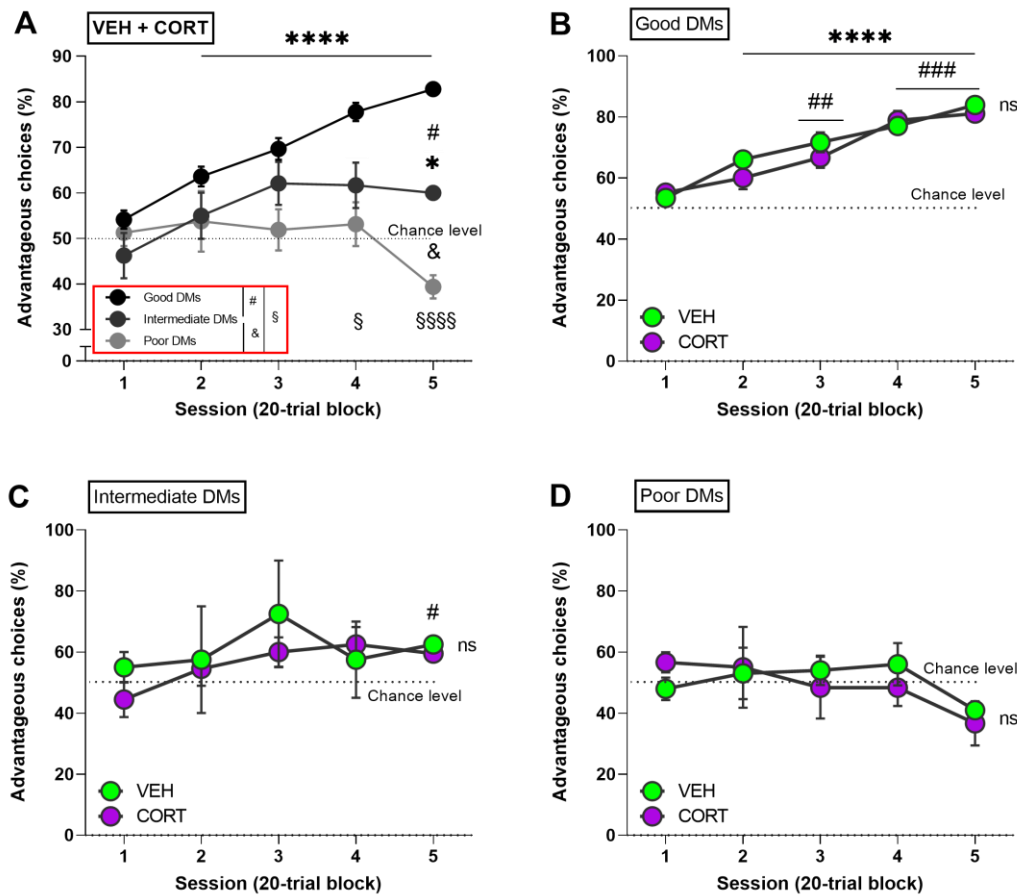 A
VEH + CORT
****
Advantageous choices (%)
90
80
70
60
50
40
30
0
#
*
Chance level
&
§
§§§§
Good DMs
Intermediate DMs
Poor DMs
#
&
§
1 2 3 4 5
Session (20-trial block)
B
Good DMs
****
##
###
ns
Advantageous choices (%)
100
80
60
40
20
0
Chance level
VEH
CORT
1 2 3 4 5
Session (20-trial block)
C
Intermediate DMs
Advantageous choices (%)
100
80
60
40
20
0
#
ns
Chance level
VEH
CORT
1 2 3 4 5
Session (20-trial block)
D
Poor DMs
Advantageous choices (%)
100
80
60
40
20
0
Chance level
ns
VEH
CORT
1 2 3 4 5
Session (20-trial block)